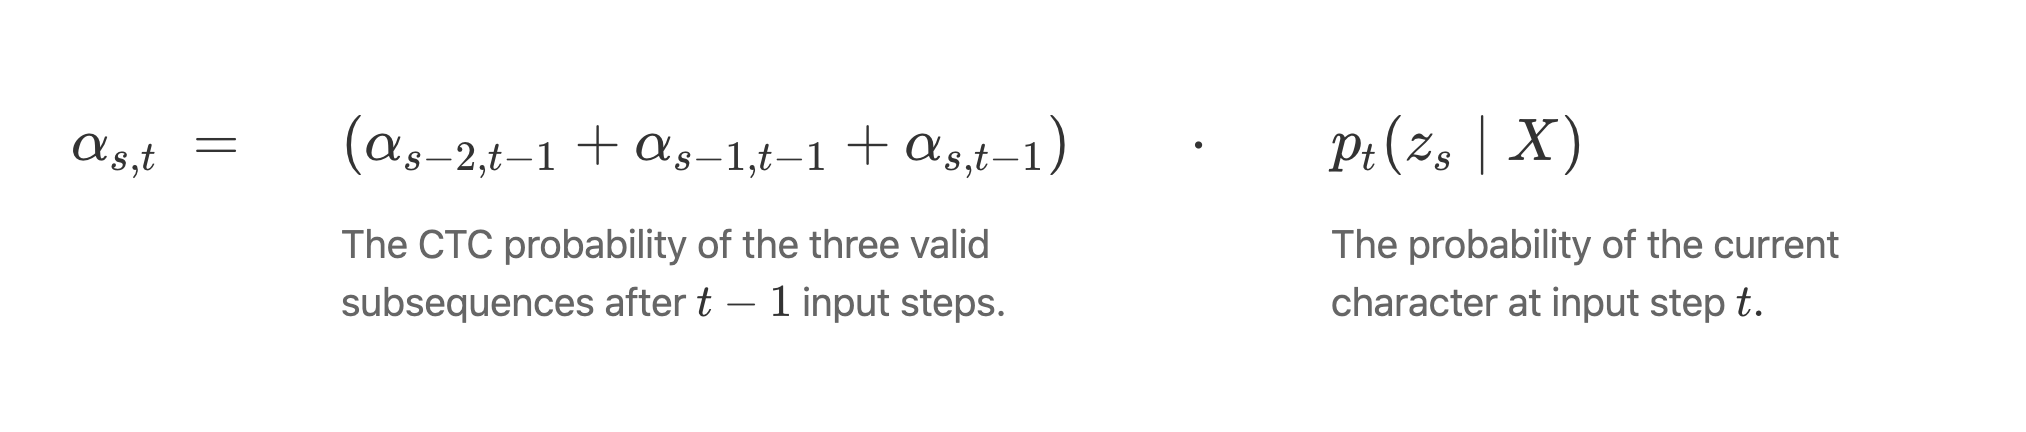 α_{s,t} = (α_{s−2,t−1} + α_{s−1,t−1} + α_{s,t−1}) · p_t(z_s | X)
The CTC probability of the three valid
subsequences after t − 1 input steps.
The probability of the current
character at input step t.